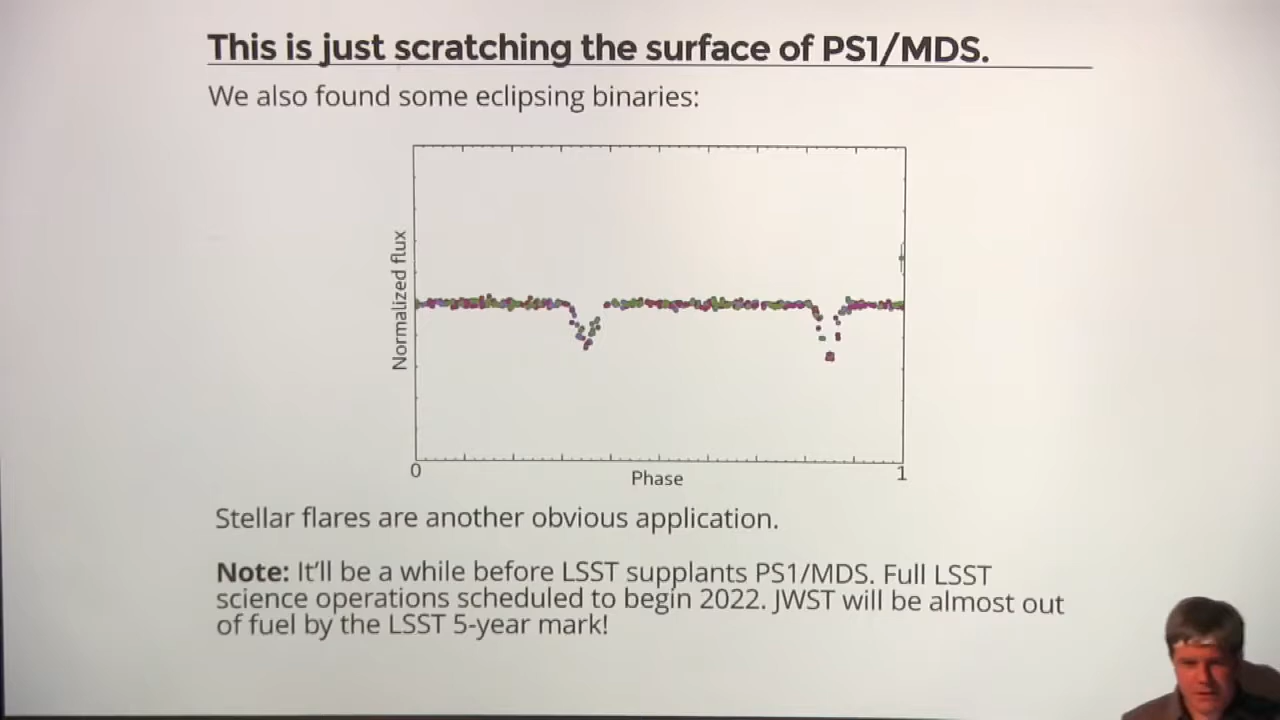 This is just scratching the surface of PS1/MDS.
We also found some eclipsing binaries:
Normalized flux
0
1
Phase
Stellar flares are another obvious application.
Note: It'll be a while before LSST supplants PS1/MDS. Full LSST
science operations scheduled to begin 2022. JWST will be almost out
of fuel by the LSST 5-year mark!